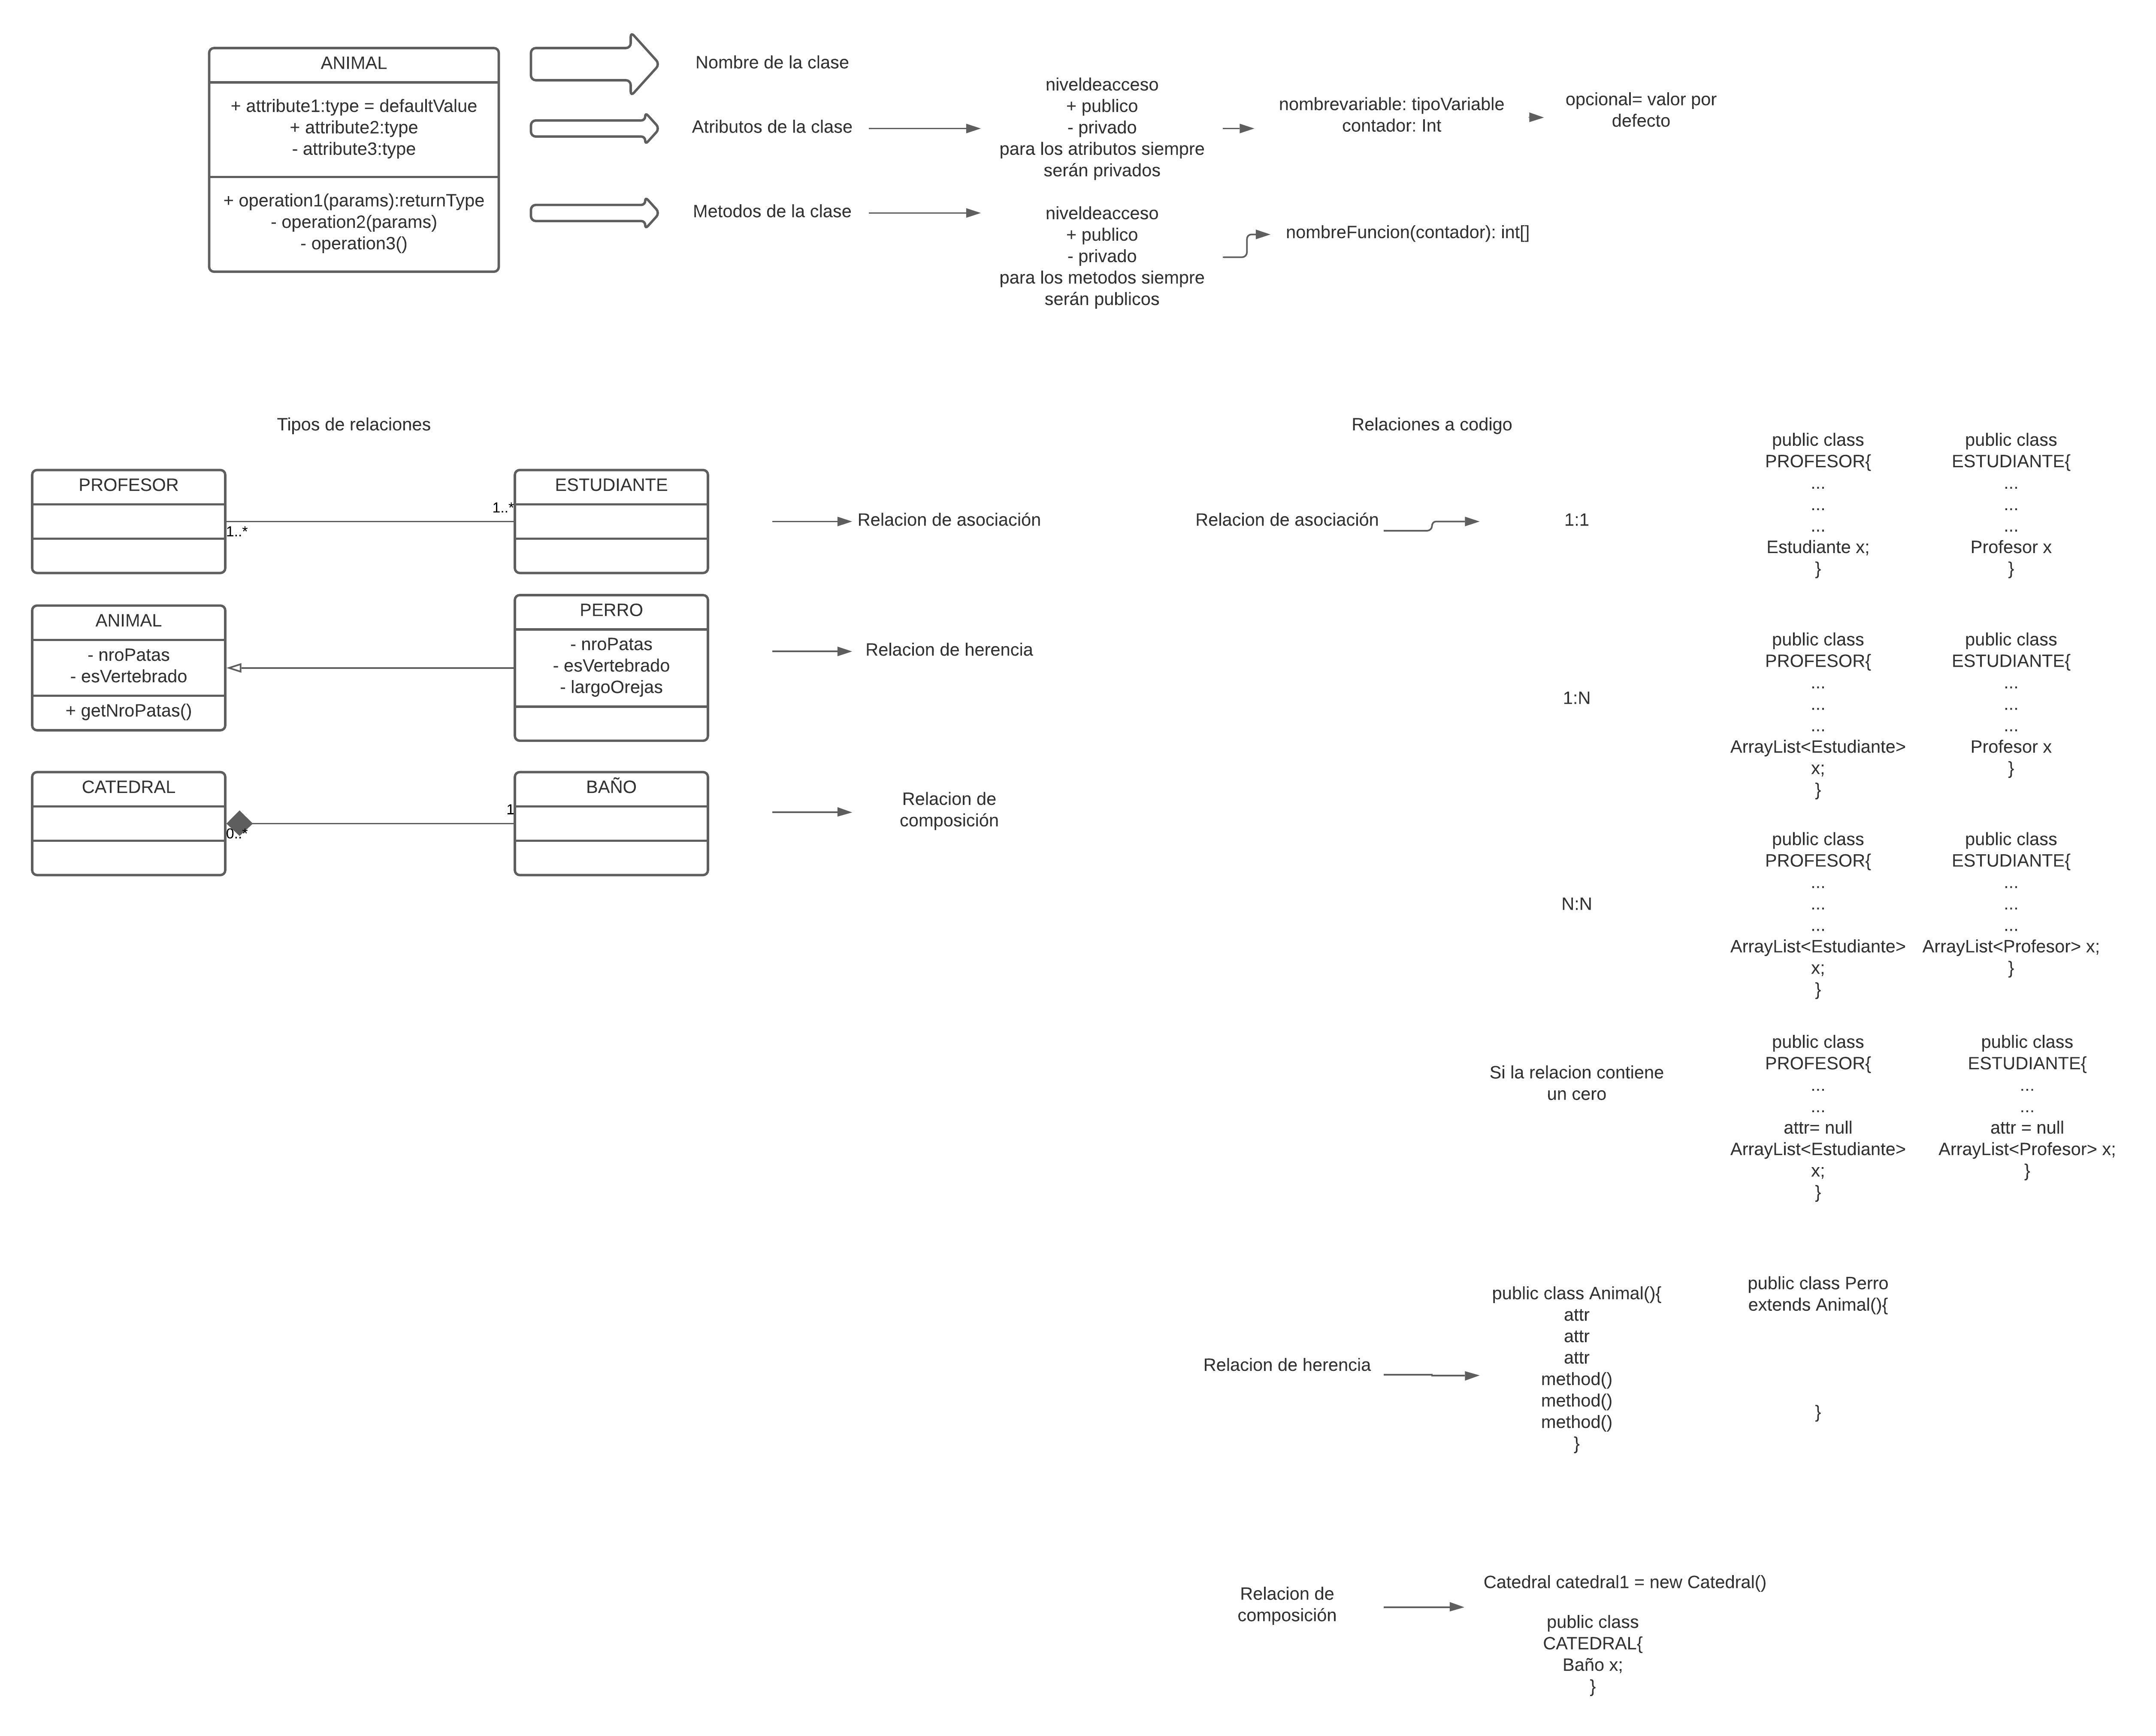 ANIMAL
+ attribute1:type = defaultValue
+ attribute2:type
- attribute3:type
+ operation1(params):returnType
- operation2(params)
- operation3()
Nombre de la clase
Atributos de la clase
niveldeacceso
+ publico
- privado
para los atributos siempre
serán privados
nombrevariable: tipoVariable
contador: Int
opcional= valor por
defecto
Metodos de la clase
niveldeacceso
+ publico
- privado
para los metodos siempre
serán publicos
nombreFuncion(contador): int[]
Tipos de relaciones
PROFESOR
1..*
1..*
ESTUDIANTE
Relacion de asociación
ANIMAL
- nroPatas
- esVertebrado
+ getNroPatas()
PERRO
- nroPatas
- esVertebrado
- largoOrejas
Relacion de herencia
CATEDRAL
0..*
1
BAÑO
Relacion de
composición
Relaciones a codigo
Relacion de asociación
1:1
public class
PROFESOR{
...
...
...
Estudiante x;
}
public class
ESTUDIANTE{
...
...
...
Profesor x
}
1:N
public class
PROFESOR{
...
...
...
ArrayList<Estudiante>
x;
}
public class
ESTUDIANTE{
...
...
...
Profesor x
}
N:N
public class
PROFESOR{
...
...
...
ArrayList<Estudiante>
x;
}
public class
ESTUDIANTE{
...
...
...
ArrayList<Profesor> x;
}
Si la relacion contiene
un cero
public class
PROFESOR{
...
...
attr= null
ArrayList<Estudiante>
x;
}
public class
ESTUDIANTE{
...
...
attr = null
ArrayList<Profesor> x;
}
Relacion de herencia
public class Animal(){
attr
attr
attr
method()
method()
method()
}
public class Perro
extends Animal(){
}
Relacion de
composición
Catedral catedral1 = new Catedral()
public class
CATEDRAL{
Baño x;
}